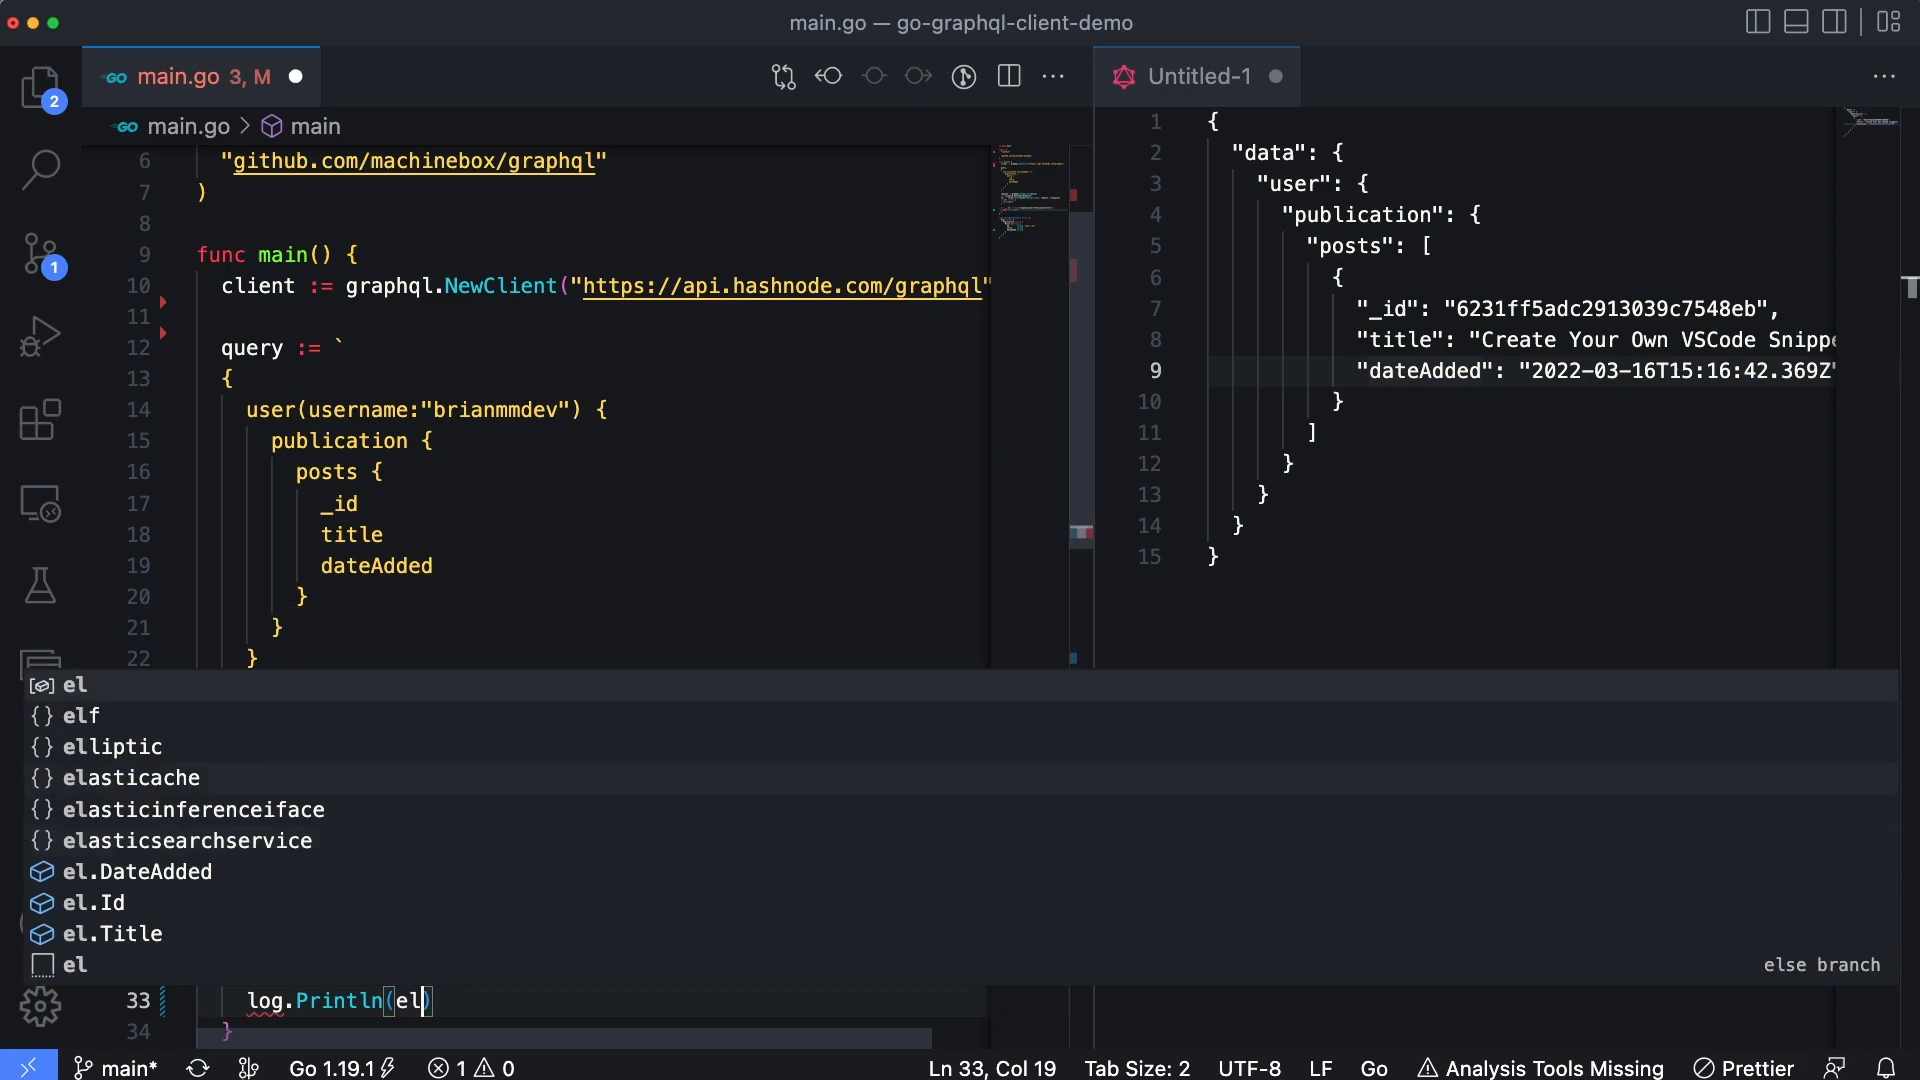 main.go — go-graphql-client-demo
GO main.go 3, M
Untitled-1
GO main.go > main
2
1
6 "github.com/machinebox/graphql"
7 )
8
9 func main() {
10 client := graphql.NewClient("https://api.hashnode.com/graphql"
11
12 query := `
13 {
14 user(username:"brianmmdev") {
15 publication {
16 posts {
17 _id
18 title
19 dateAdded
20 }
21 }
22 }
1 {
2 "data": {
3 "user": {
4 "publication": {
5 "posts": [
6 {
7 "_id": "6231ff5adc2913039c7548eb",
8 "title": "Create Your Own VSCode Snippe
9 "dateAdded": "2022-03-16T15:16:42.369Z"
10 }
11 ]
12 }
13 }
14 }
15 }
el
{} elf
{} elliptic
{} elasticache
{} elasticinferenceiface
{} elasticsearchservice
el.DateAdded
el.Id
el.Title
el else branch
33 log.Println(el)
34 }
main* Go 1.19.1 1 0 Ln 33, Col 19 Tab Size: 2 UTF-8 LF Go Analysis Tools Missing Prettier